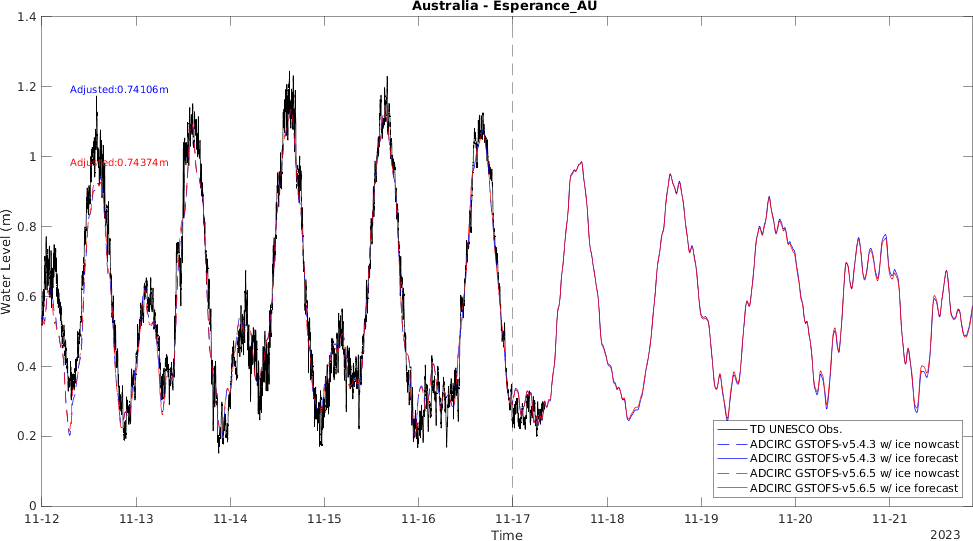 Australia - Esperance_AU
1.4
1.2
1
0.8
0.6
0.4
0.2
0
Water Level (m)
Adjusted:0.74106m
Adjusted:0.74374m
TD UNESCO Obs.
ADCIRC GSTOFS-v5.4.3 w/ ice nowcast
ADCIRC GSTOFS-v5.4.3 w/ ice forecast
ADCIRC GSTOFS-v5.6.5 w/ ice nowcast
ADCIRC GSTOFS-v5.6.5 w/ ice forecast
11-12 11-13 11-14 11-15 11-16 11-17 11-18 11-19 11-20 11-21
Time
2023